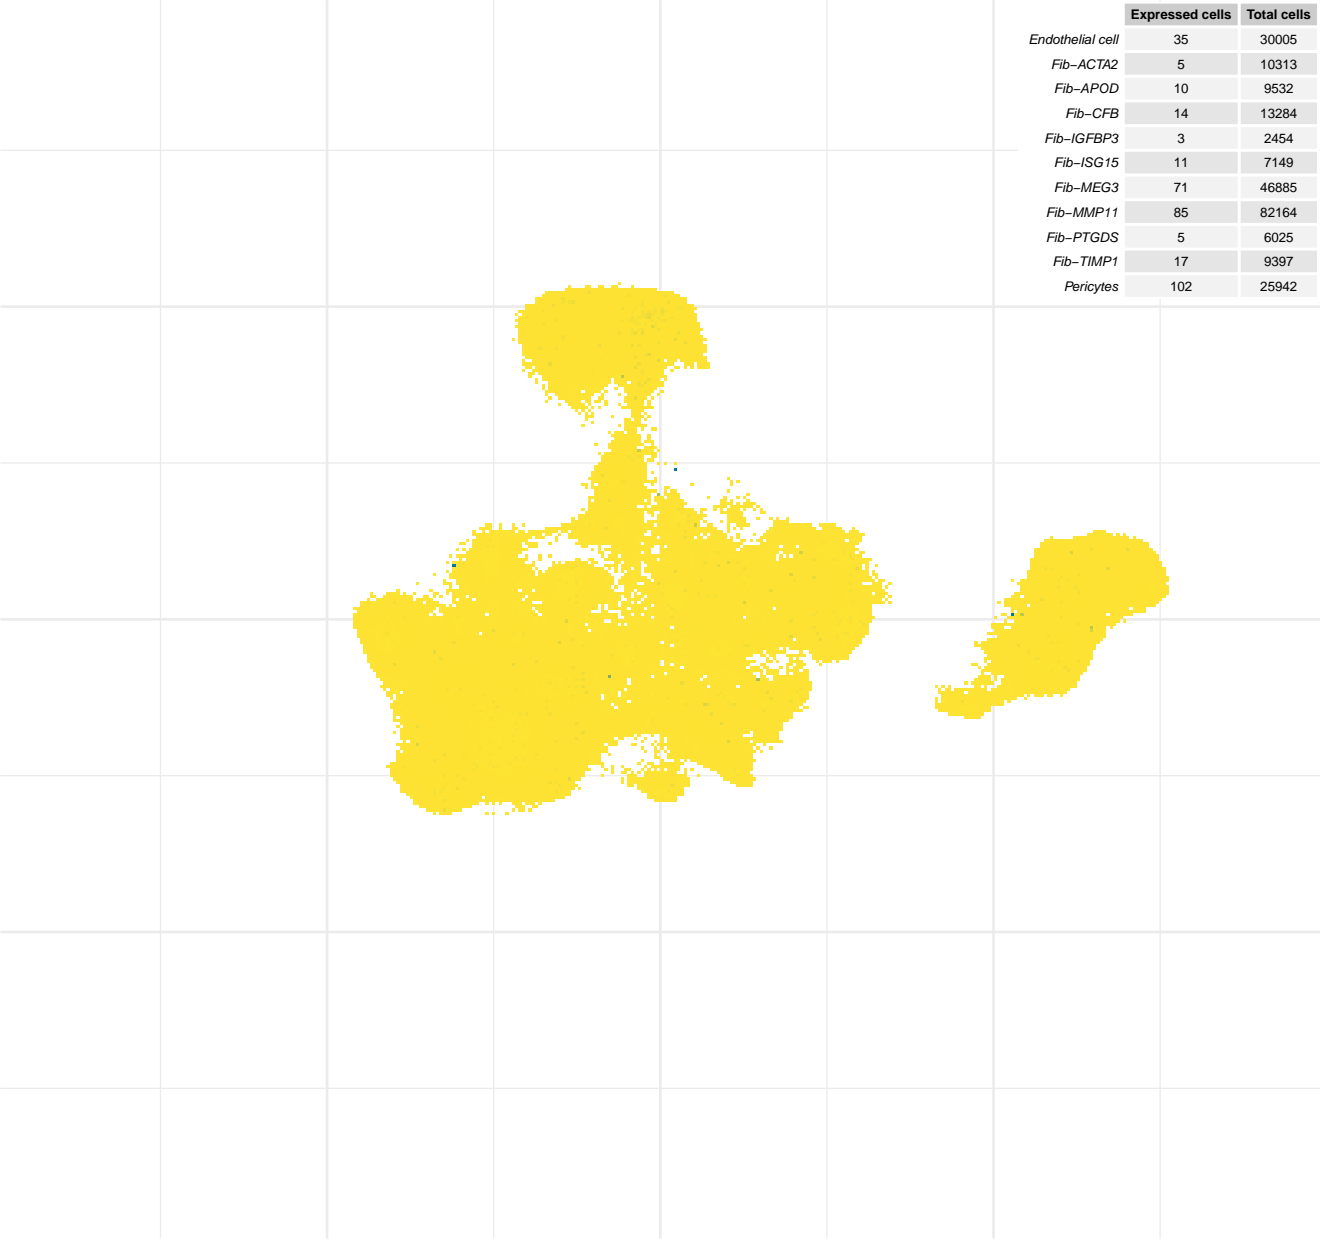 Expressed cells Total cells
Endothelial cell 35 30005
Fib−ACTA2 5 10313
Fib−APOD 10 9532
Fib−CFB 14 13284
Fib−IGFBP3 3 2454
Fib−ISG15 11 7149
Fib−MEG3 71 46885
Fib−MMP11 85 82164
Fib−PTGDS 5 6025
Fib−TIMP1 17 9397
Pericytes 102 25942